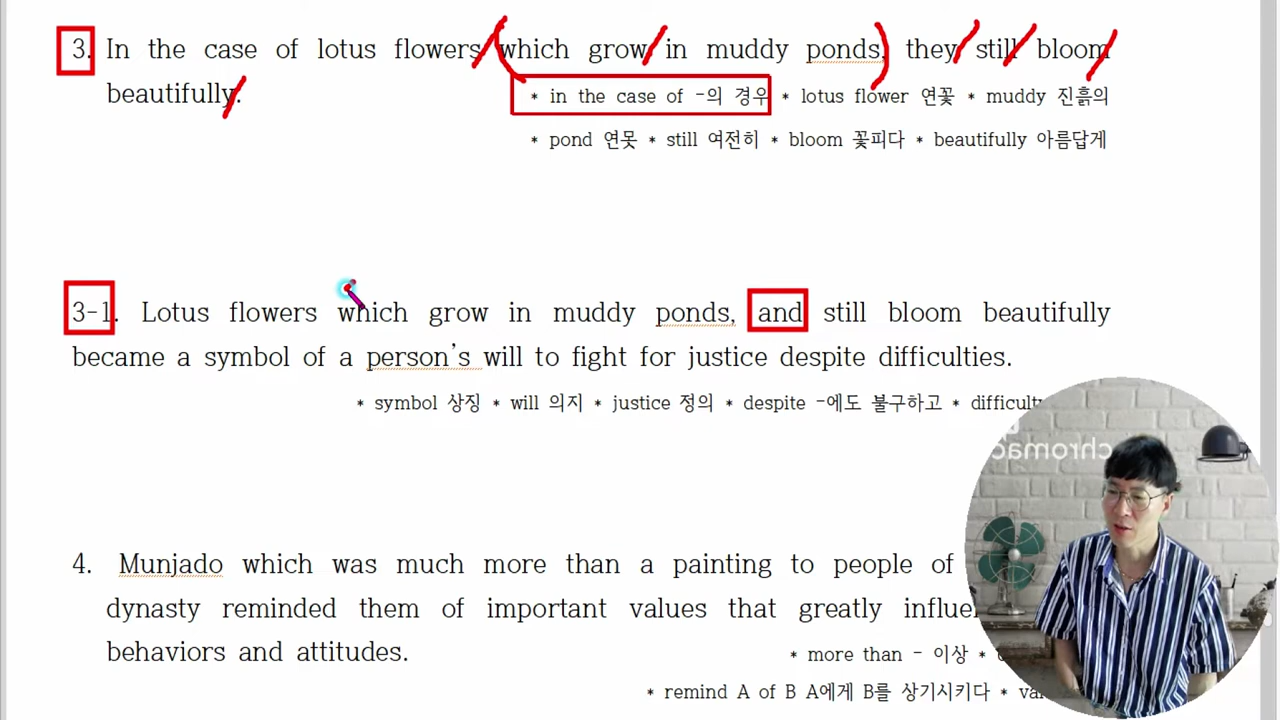 3. In the case of lotus flowers which grow in muddy ponds, they still bloom
beautifully.
* in the case of -의 경우 * lotus flower 연꽃 * muddy 진흙의
* pond 연못 * still 여전히 * bloom 꽃피다 * beautifully 아름답게
3-1. Lotus flowers which grow in muddy ponds, and still bloom beautifully
became a symbol of a person's will to fight for justice despite difficulties.
* symbol 상징 * will 의지 * justice 정의 * despite -에도 불구하고 *
4. Munjado which was much more than a painting to people of
dynasty reminded them of important values that greatly
behaviors and attitudes.
* more than - 이상 *
* remind A of B A에게 B를 상기시키다 *